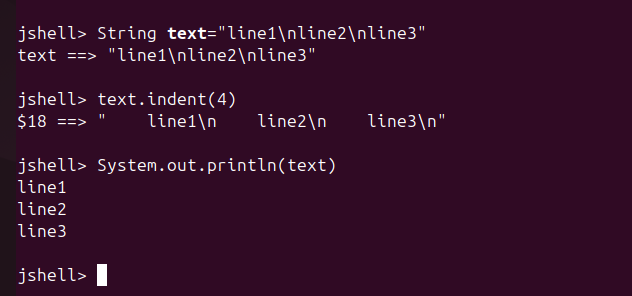 jshell> String text="line1\nline2\nline3"
text ==> "line1\nline2\nline3"
jshell> text.indent(4)
$18 ==> "    line1\n    line2\n    line3\n"
jshell> System.out.println(text)
line1
line2
line3
jshell>